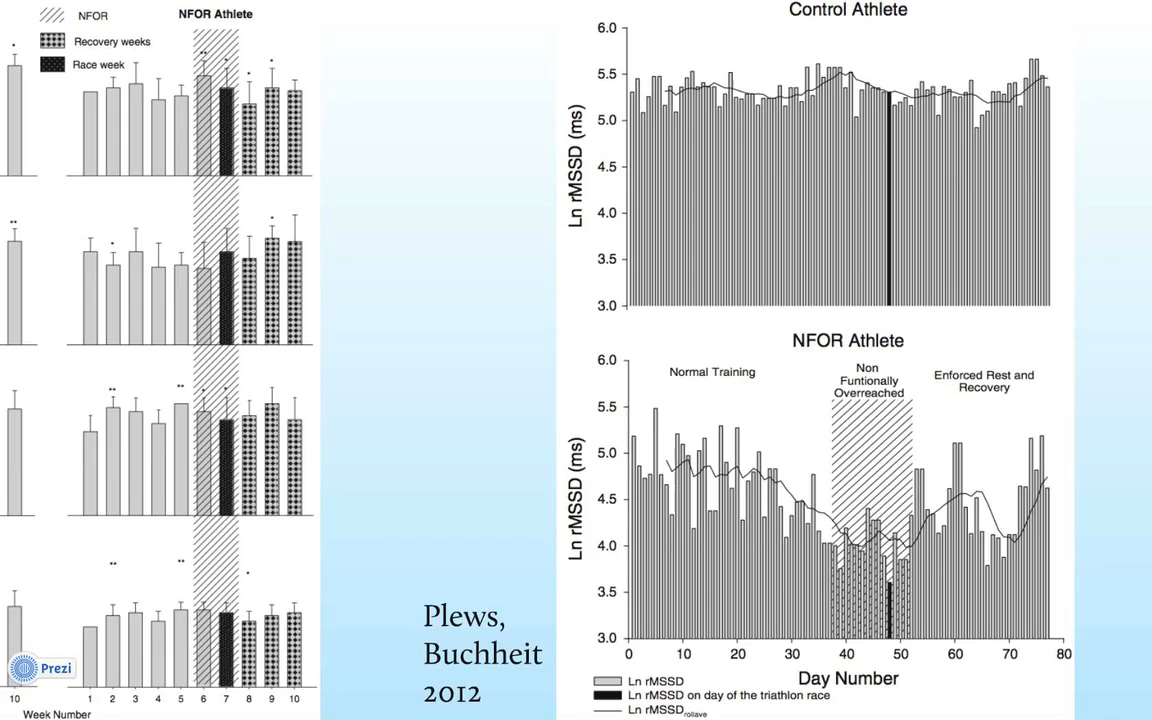 NFOR
Recovery weeks
Race week
NFOR Athlete
*
**
*
*
*
**
*
*
**
**
*
*
**
**
*
Prezi
10
1 2 3 4 5 6 7 8 9 10
Week Number
Plews,
Buchheit
2012
Control Athlete
6.0
5.5
5.0
4.5
4.0
3.5
3.0
Ln rMSSD (ms)
NFOR Athlete
6.0
5.5
5.0
4.5
4.0
3.5
3.0
Ln rMSSD (ms)
Normal Training
Non
Funtionally
Overreached
Enforced Rest and
Recovery
0 10 20 30 40 50 60 70 80
Day Number
Ln rMSSD
Ln rMSSD on day of the triathlon race
Ln rMSSDrollave